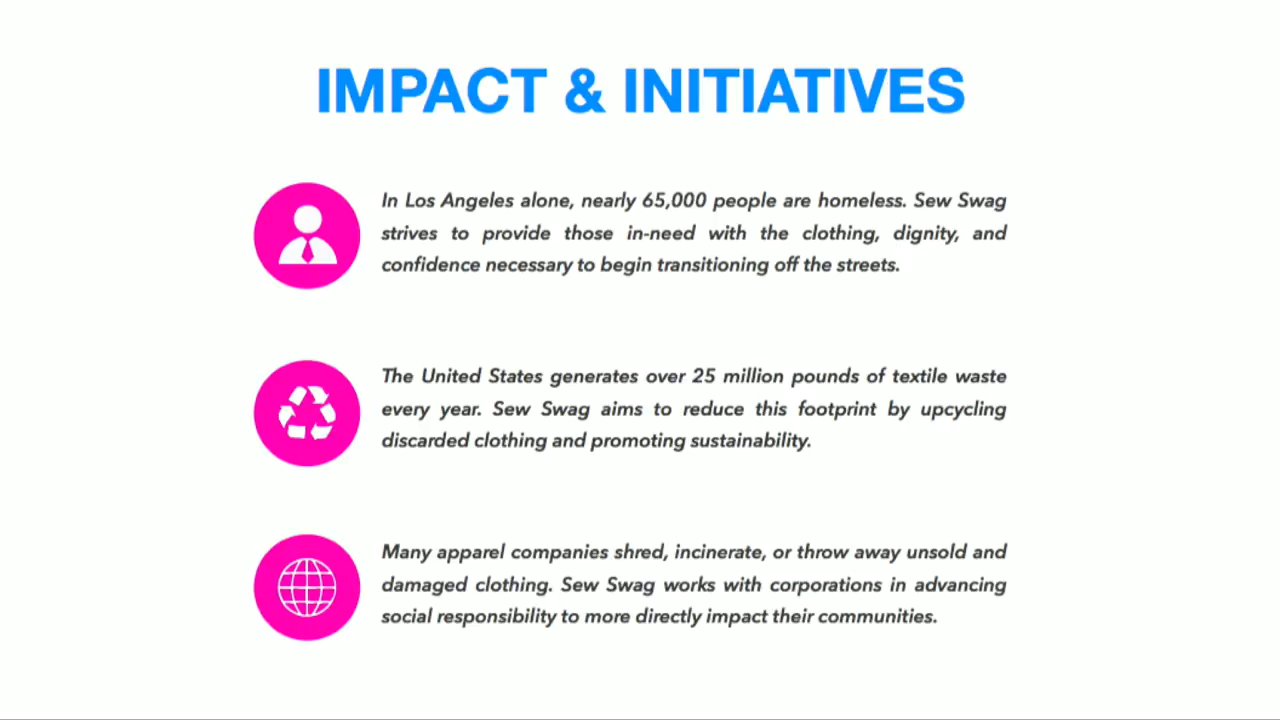 IMPACT & INITIATIVES
In Los Angeles alone, nearly 65,000 people are homeless. Sew Swag
strives to provide those in-need with the clothing, dignity, and
confidence necessary to begin transitioning off the streets.
The United States generates over 25 million pounds of textile waste
every year. Sew Swag aims to reduce this footprint by upcycling
discarded clothing and promoting sustainability.
Many apparel companies shred, incinerate, or throw away unsold and
damaged clothing. Sew Swag works with corporations in advancing
social responsibility to more directly impact their communities.